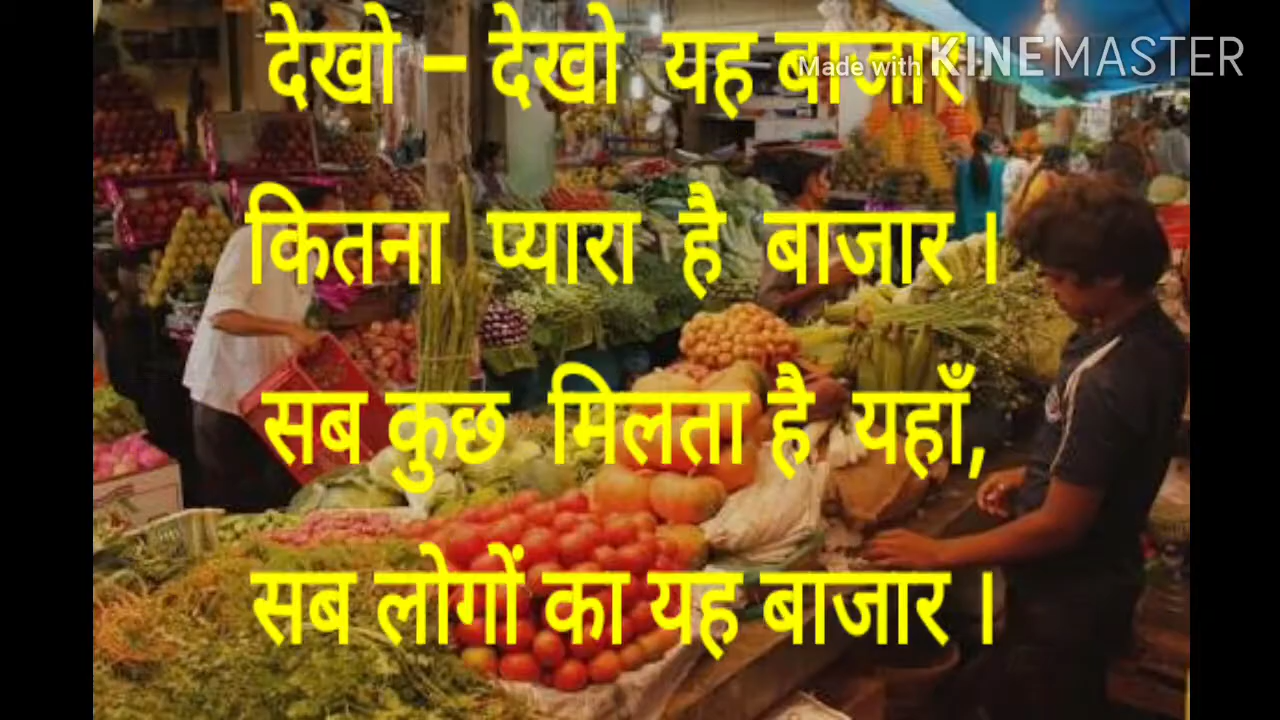 देखो – देखो यह बाजार
Made with KINEMASTER
कितना प्यारा है बाजार ।
सब कुछ मिलता है यहाँ,
सब लोगों का यह बाजार ।